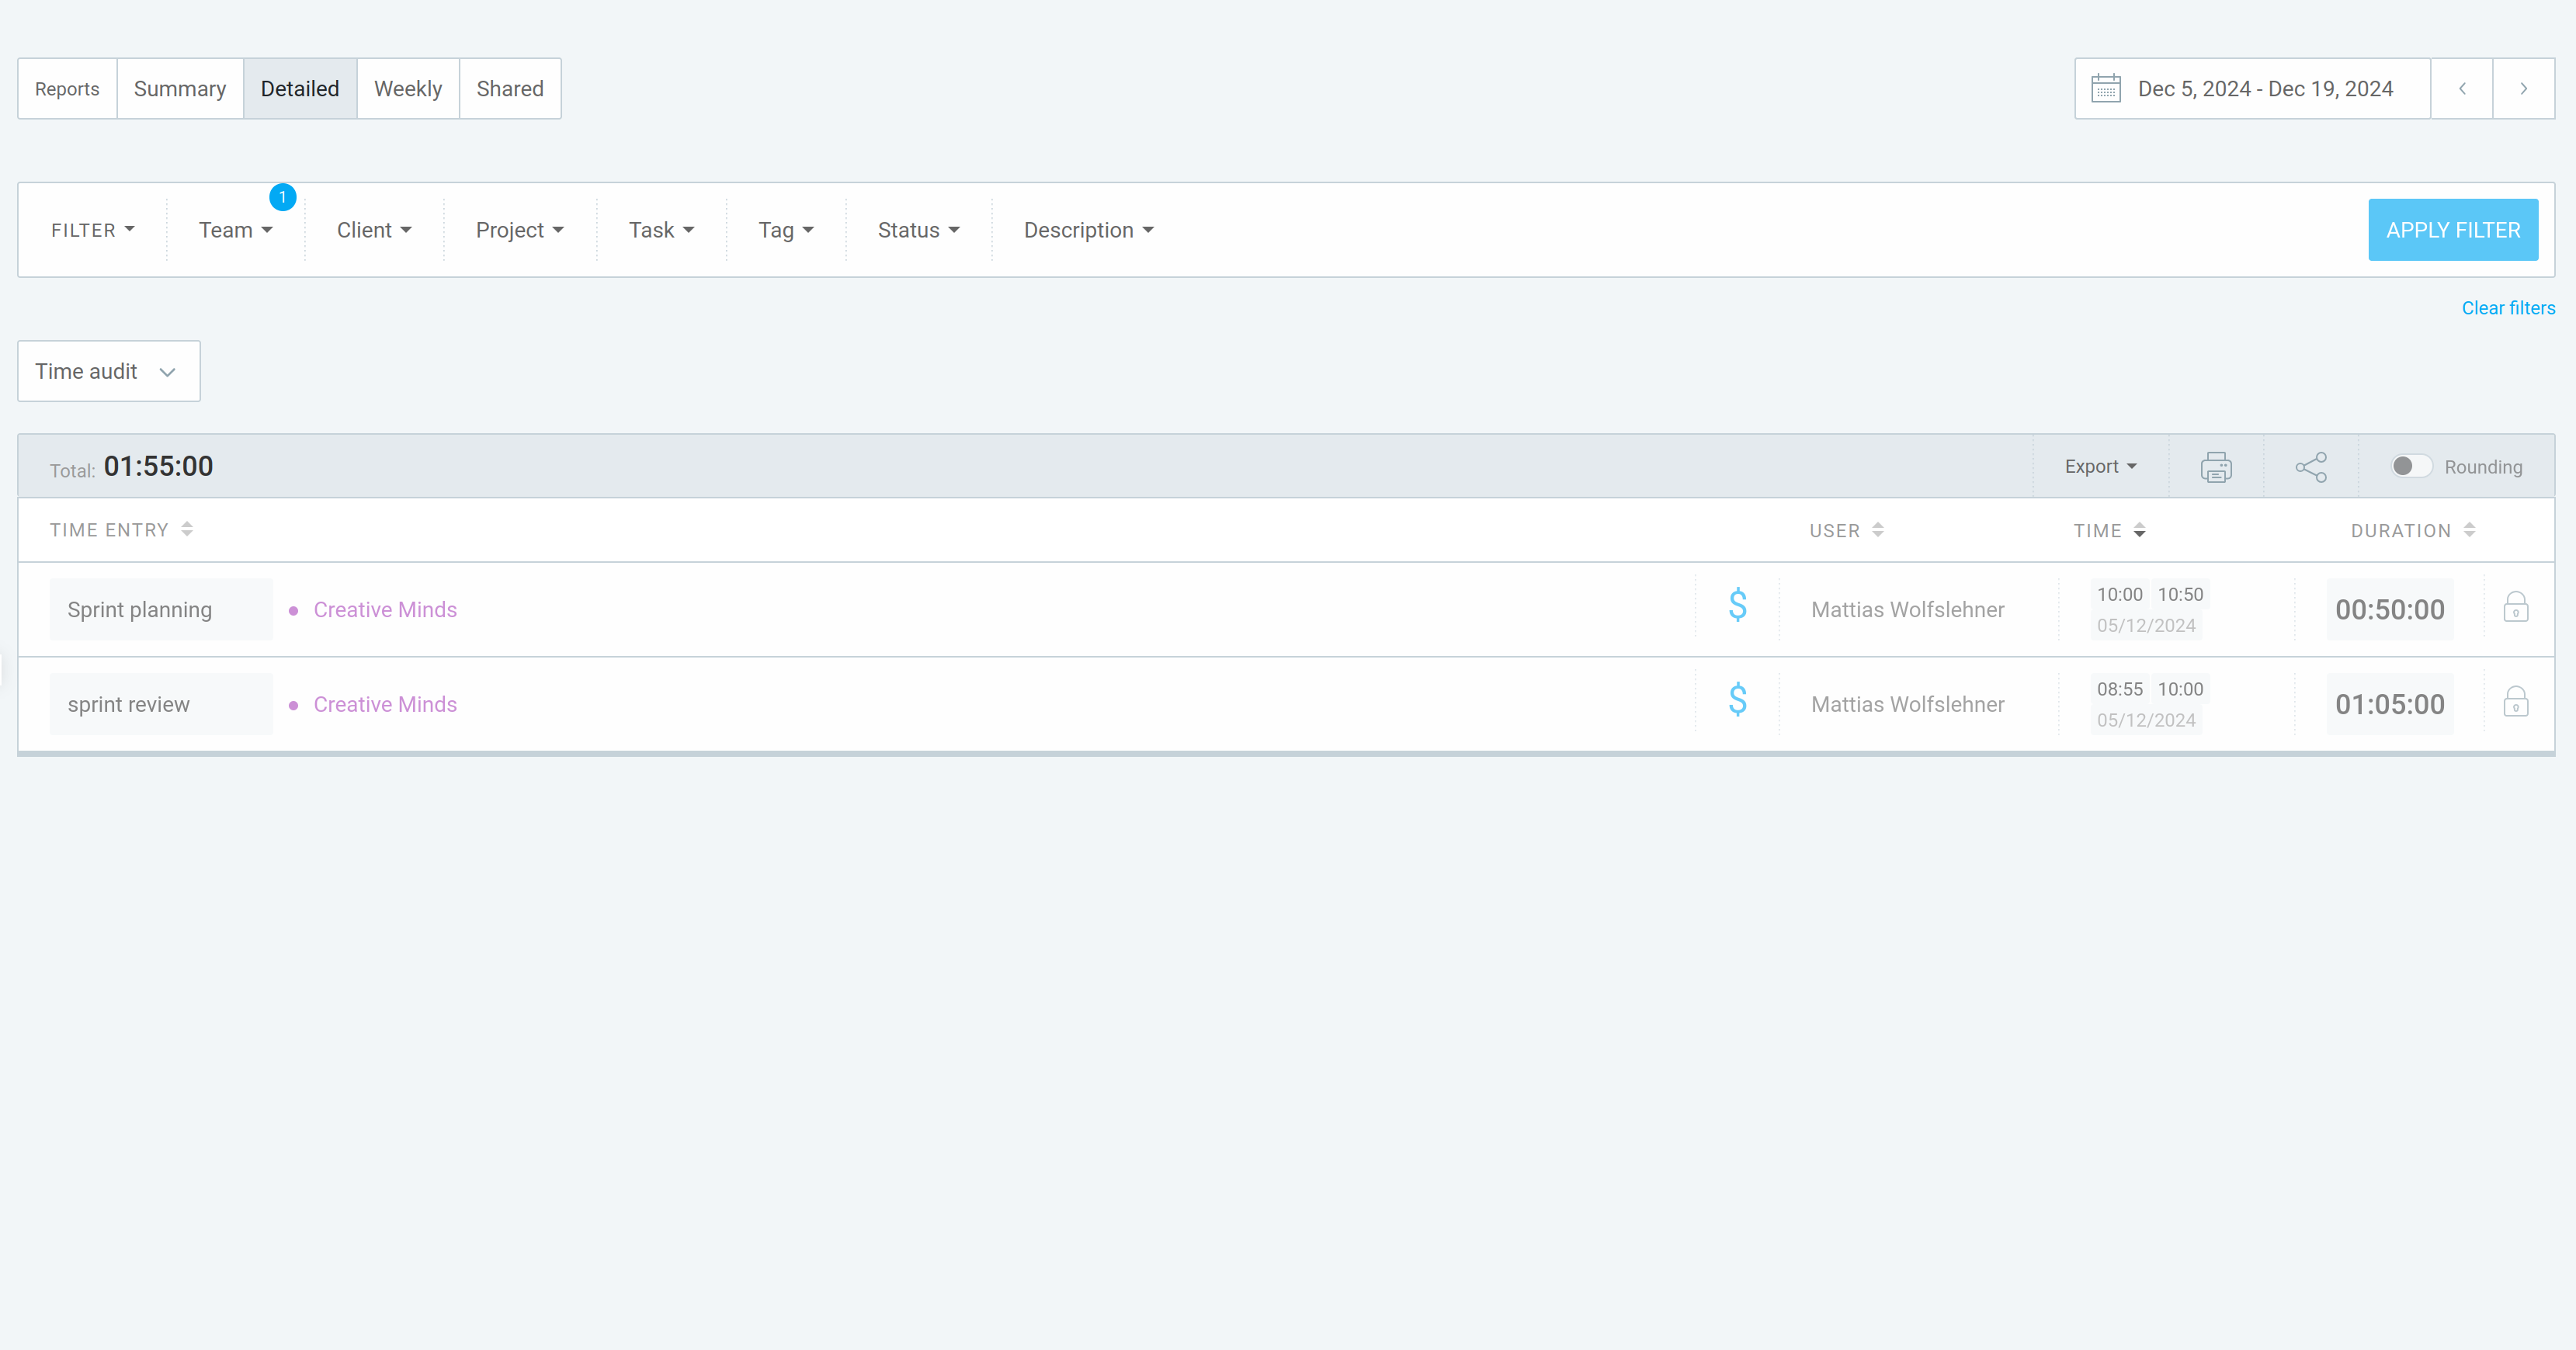 Reports Summary Detailed Weekly Shared
Dec 5, 2024 - Dec 19, 2024
1
FILTER Team Client Project Task Tag Status Description APPLY FILTER
Clear filters
Time audit
Total: 01:55:00 Export Rounding
TIME ENTRY USER TIME DURATION
Sprint planning Creative Minds $ Mattias Wolfslehner 10:00 10:50 00:50:00
05/12/2024
sprint review Creative Minds $ Mattias Wolfslehner 08:55 10:00 01:05:00
05/12/2024